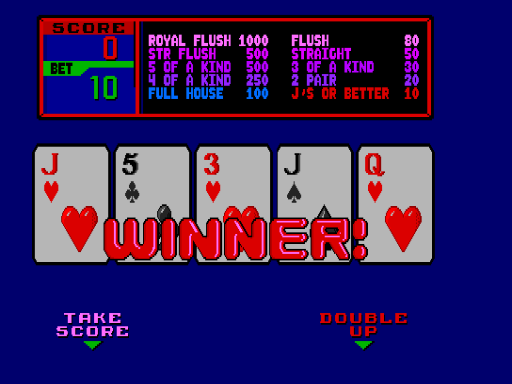 SCORE
0
BET
10
ROYAL FLUSH 1000
STR FLUSH 500
5 OF A KIND 500
4 OF A KIND 250
FULL HOUSE 100
FLUSH 80
STRAIGHT 50
3 OF A KIND 30
2 PAIR 20
J'S OR BETTER 10
J 5 3 J Q
WINNER!
TAKE
SCORE
DOUBLE
UP